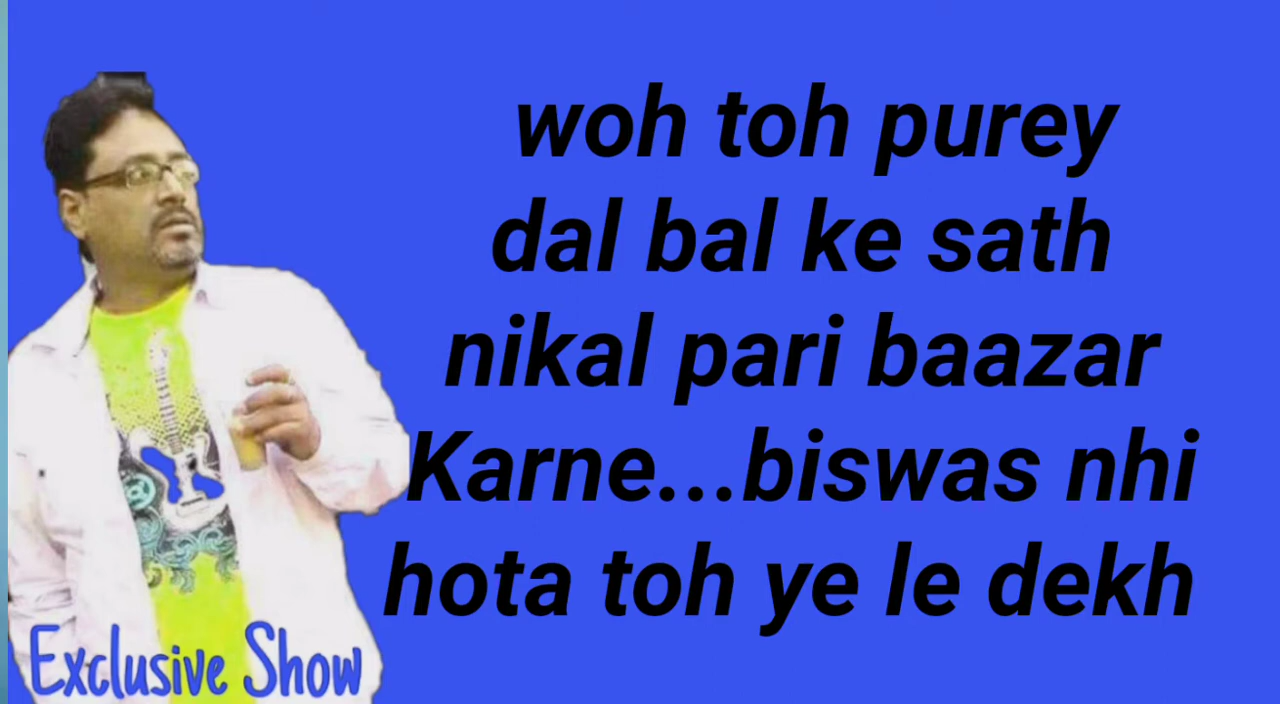 woh toh purey
dal bal ke sath
nikal pari baazar
Karne...biswas nhi
hota toh ye le dekh
Exclusive Show